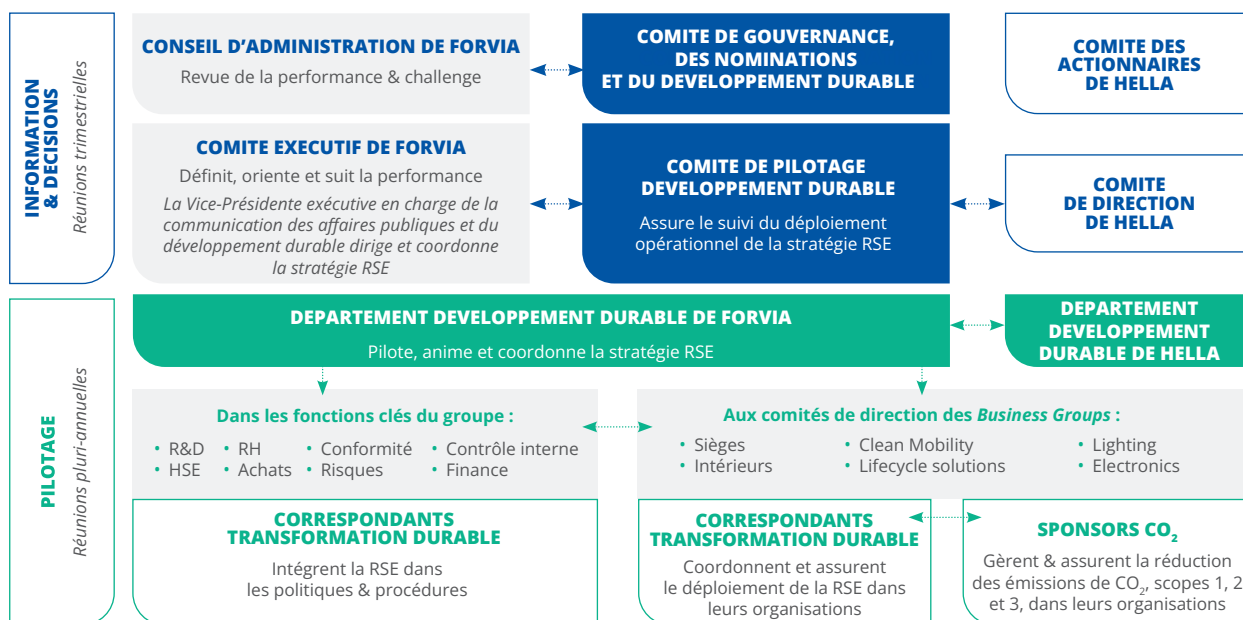 INFORMATION
& DECISIONS
Réunions trimestrielles
CONSEIL D'ADMINISTRATION DE FORVIA
Revue de la performance & challenge
COMITE DE GOUVERNANCE,
DES NOMINATIONS
ET DU DEVELOPPEMENT DURABLE
COMITE DES
ACTIONNAIRES
DE HELLA
COMITE EXECUTIF DE FORVIA
Définit, oriente et suit la performance
La Vice-Présidente exécutive en charge de la
communication des affaires publiques et du
développement durable dirige et coordonne
la stratégie RSE
COMITE DE PILOTAGE
DEVELOPPEMENT DURABLE
Assure le suivi du déploiement
opérationnel de la stratégie RSE
COMITE
DE DIRECTION
DE HELLA
PILOTAGE
Réunions pluri-annuelles
DEPARTEMENT DEVELOPPEMENT DURABLE DE FORVIA
Pilote, anime et coordonne la stratégie RSE
DEPARTEMENT
DEVELOPPEMENT
DURABLE DE HELLA
Dans les fonctions clés du groupe :
• R&D • RH • Conformité • Contrôle interne
• HSE • Achats • Risques • Finance
Aux comités de direction des Business Groups :
• Sièges • Clean Mobility • Lighting
• Intérieurs • Lifecycle solutions • Electronics
CORRESPONDANTS
TRANSFORMATION DURABLE
Intégrent la RSE dans
les politiques & procédures
CORRESPONDANTS
TRANSFORMATION DURABLE
Coordonnent et assurent
le déploiement de la RSE dans
leurs organisations
SPONSORS CO₂
Gèrent & assurent la réduction
des émissions de CO₂, scopes 1, 2
et 3, dans leurs organisations